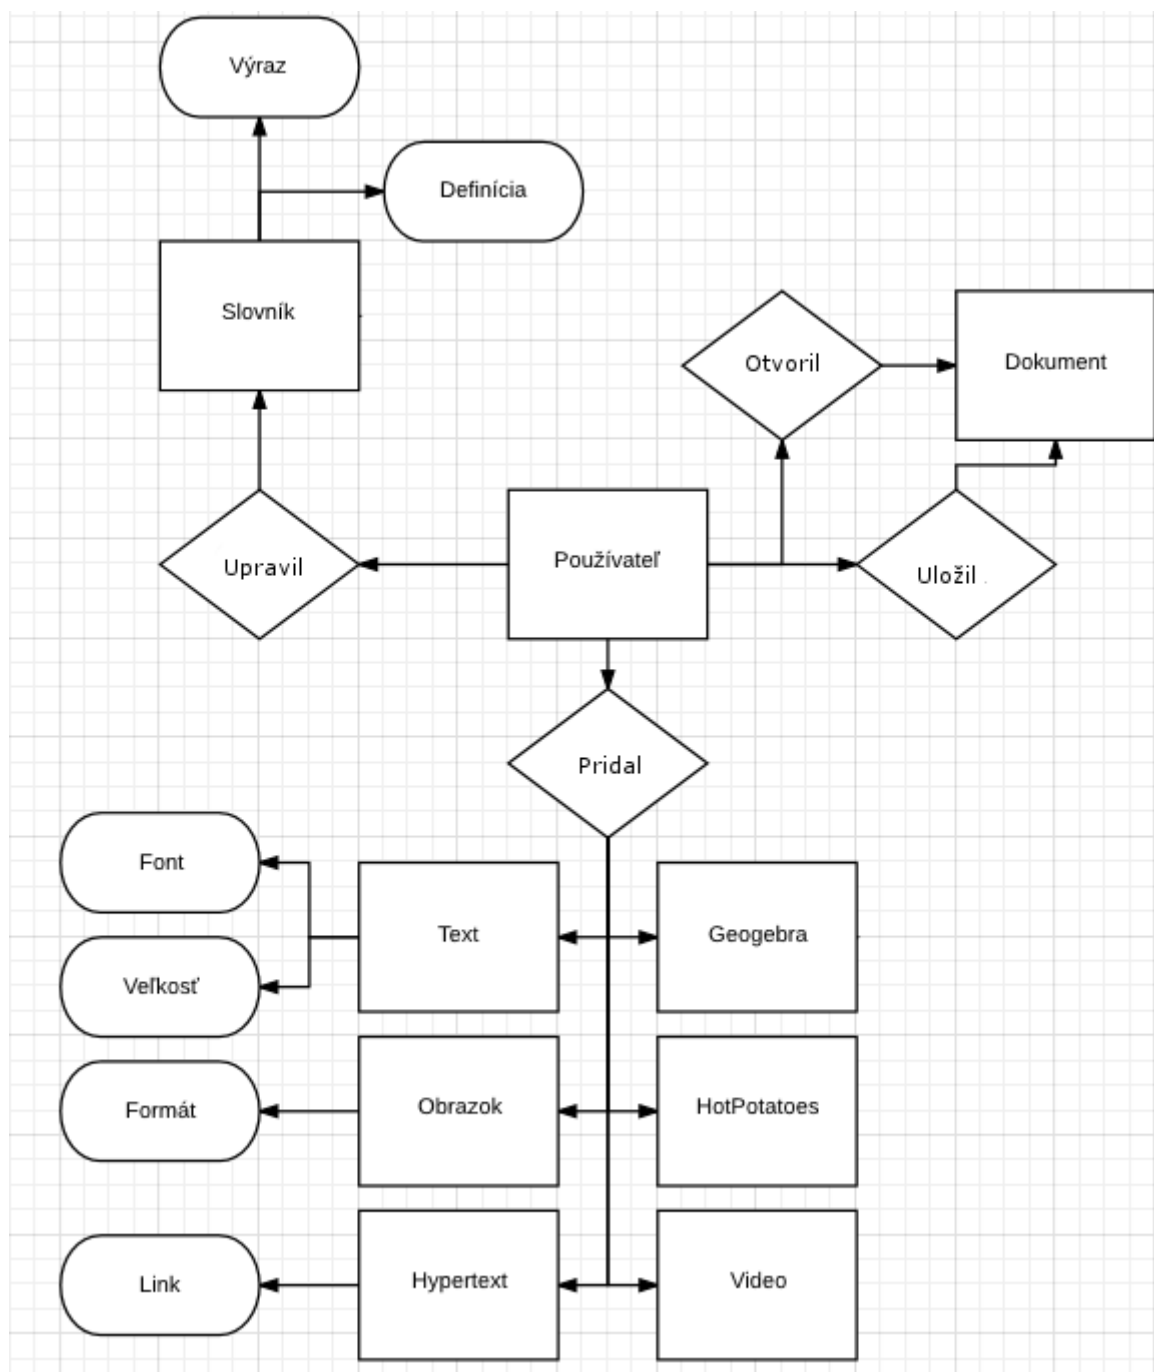 Výraz
Definícia
Slovník
Otvoril
Dokument
Upravil
Používateľ
Uložil
Pridal
Font
Text
Geogebra
Veľkosť
Formát
Obrazok
HotPotatoes
Link
Hypertext
Video